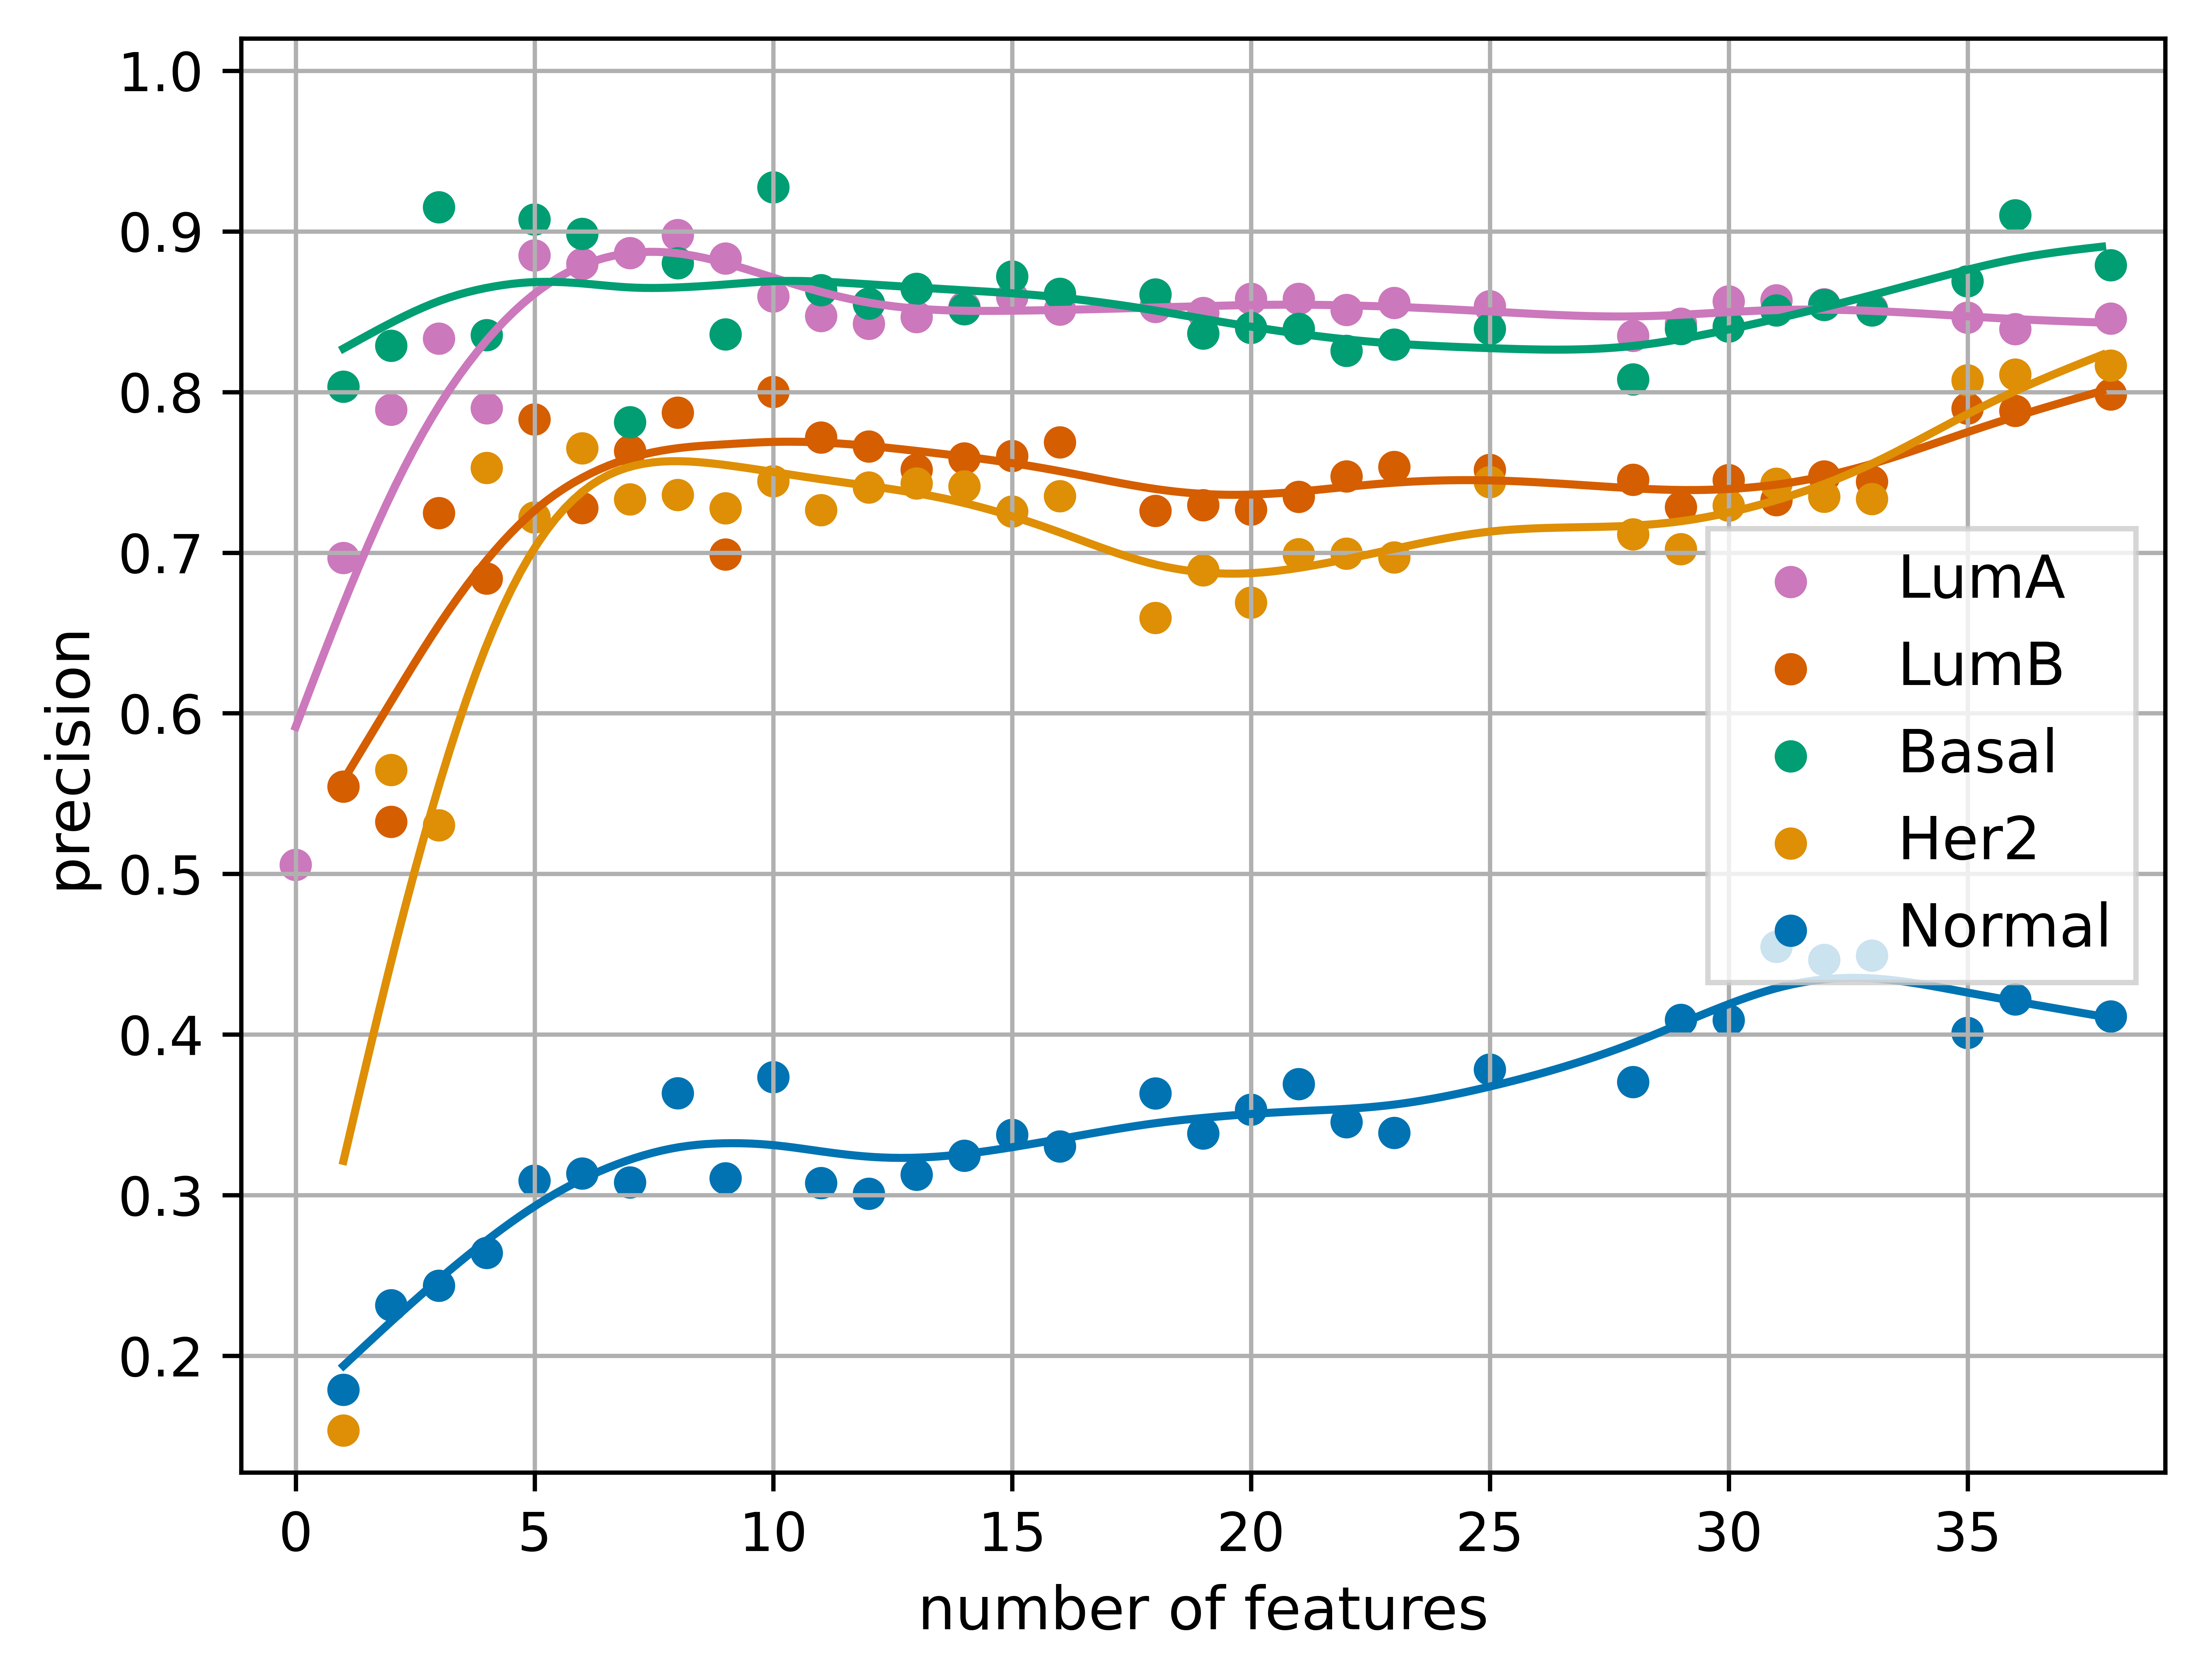 1.0
0.9
0.8
0.7
0.6
0.5
0.4
0.3
0.2
precision
LumA
LumB
Basal
Her2
Normal
0 5 10 15 20 25 30 35
number of features